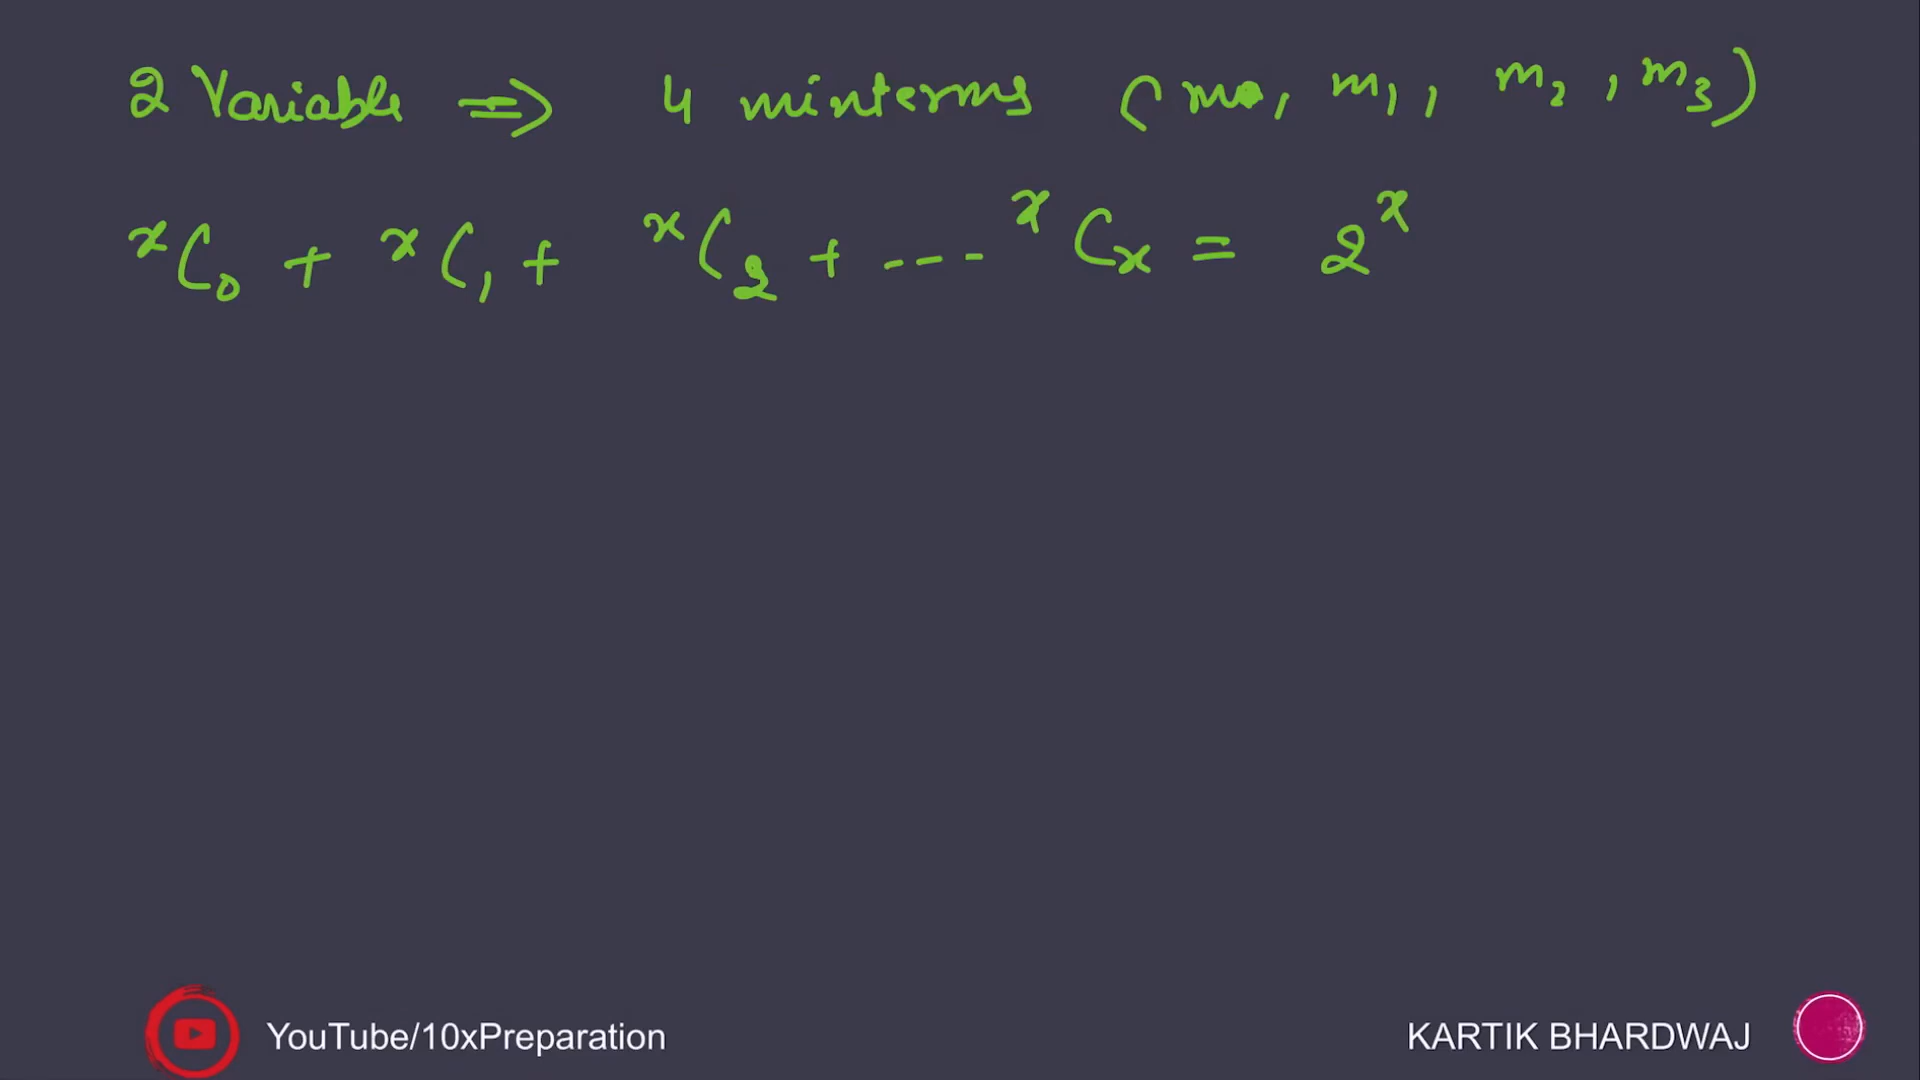 2 Variable ⇒ 4 minterms (m0, m1, m2, m3)
ˣC₀ + ˣC₁ + ˣC₂ + --- ˣCₓ = 2ˣ
YouTube/10xPreparation
KARTIK BHARDWAJ